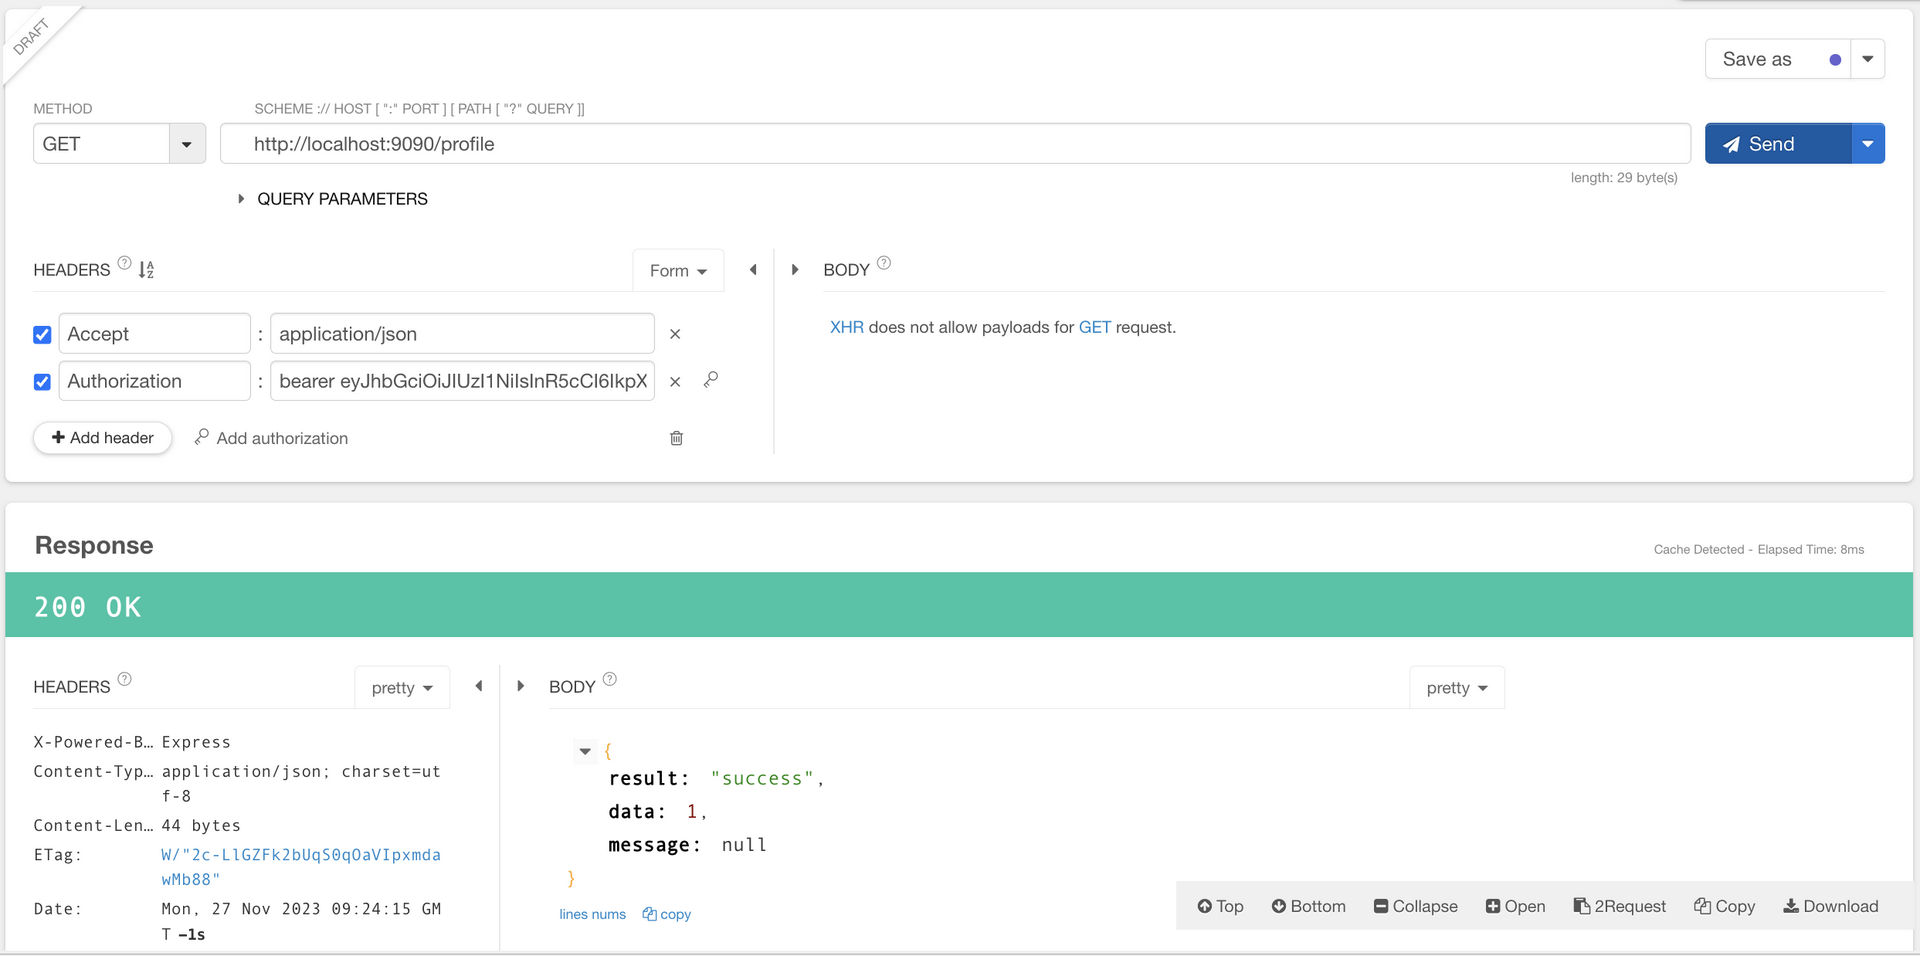 DRAFT
Save as
METHOD
SCHEME :// HOST [ ":" PORT ] [ PATH [ "?" QUERY ]]
GET
http://localhost:9090/profile
Send
length: 29 byte(s)
QUERY PARAMETERS
HEADERS
Form
BODY
Accept : application/json
XHR does not allow payloads for GET request.
Authorization : bearer eyJhbGciOiJIUzI1NiIsInR5cCI6IkpX
Add header
Add authorization
Response
Cache Detected - Elapsed Time: 8ms
200 OK
HEADERS
pretty
BODY
pretty
X-Powered-B… Express
Content-Typ… application/json; charset=ut
f-8
Content-Len… 44 bytes
ETag: W/"2c-LlGZFk2bUqS0qOaVIpxmda
wMb88"
Date: Mon, 27 Nov 2023 09:24:15 GM
T −1s
{
result: "success",
data: 1,
message: null
}
lines nums
copy
Top
Bottom
Collapse
Open
2Request
Copy
Download